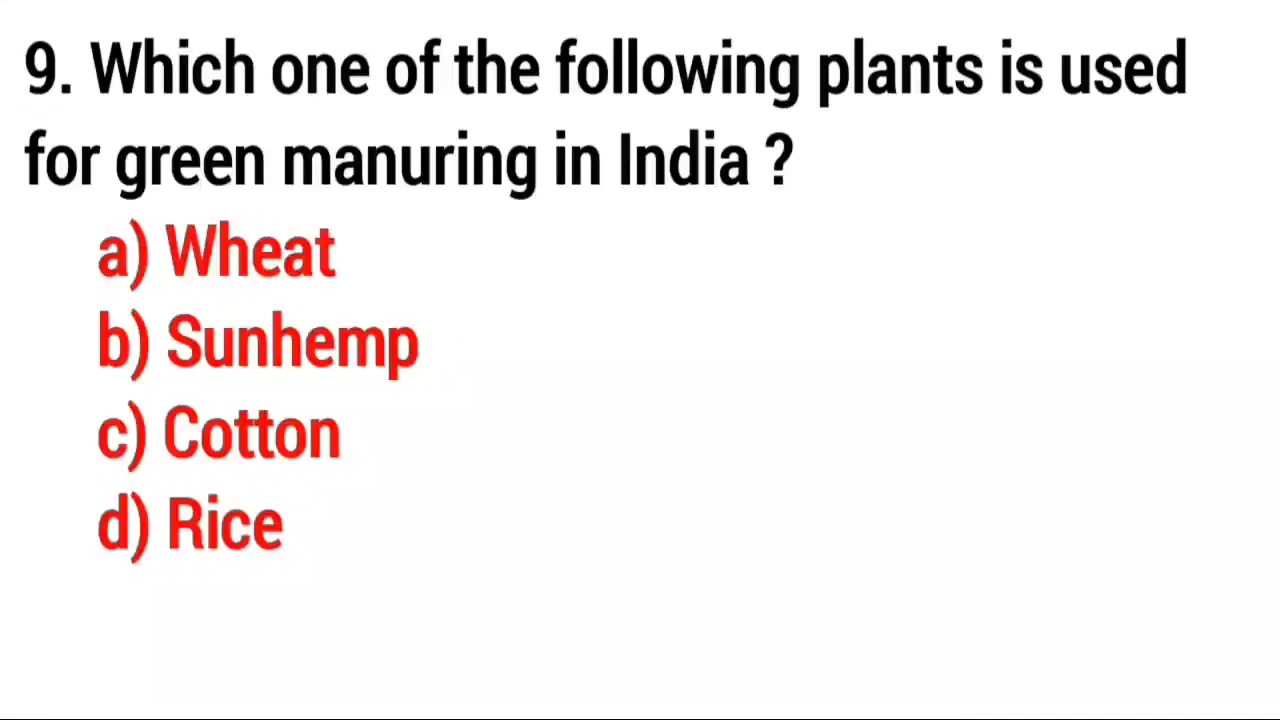 9. Which one of the following plants is used
for green manuring in India ?
a) Wheat
b) Sunhemp
c) Cotton
d) Rice